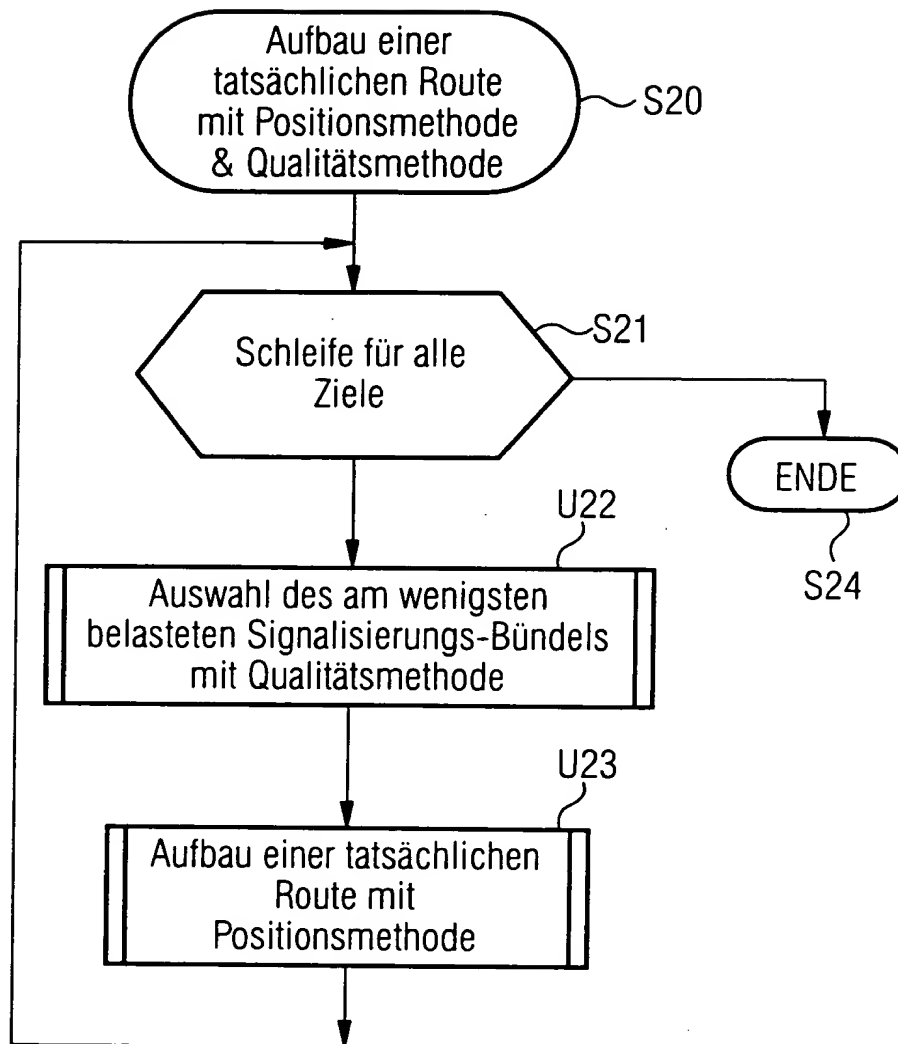 Aufbau einer
tatsächlichen Route
mit Positionsmethode
& Qualitätsmethode
S20
Schleife für alle
Ziele
S21
ENDE
S24
U22
Auswahl des am wenigsten
belasteten Signalisierungs-Bündels
mit Qualitätsmethode
U23
Aufbau einer tatsächlichen
Route mit
Positionsmethode